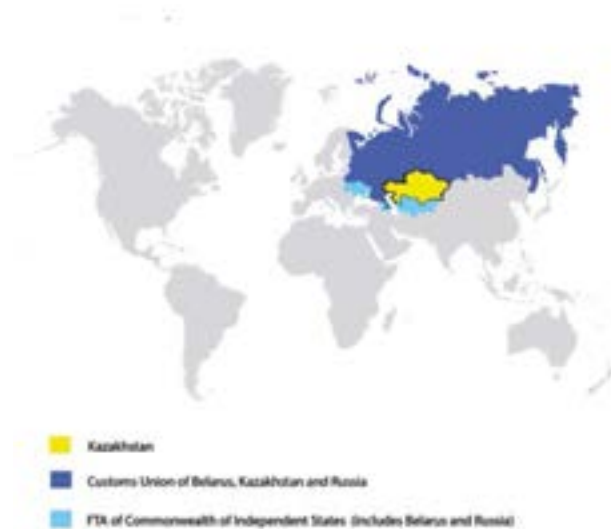 Kazakhstan
Customs Union of Belarus, Kazakhstan and Russia
FTA of Commonwealth of Independent States (includes Belarus and Russia)